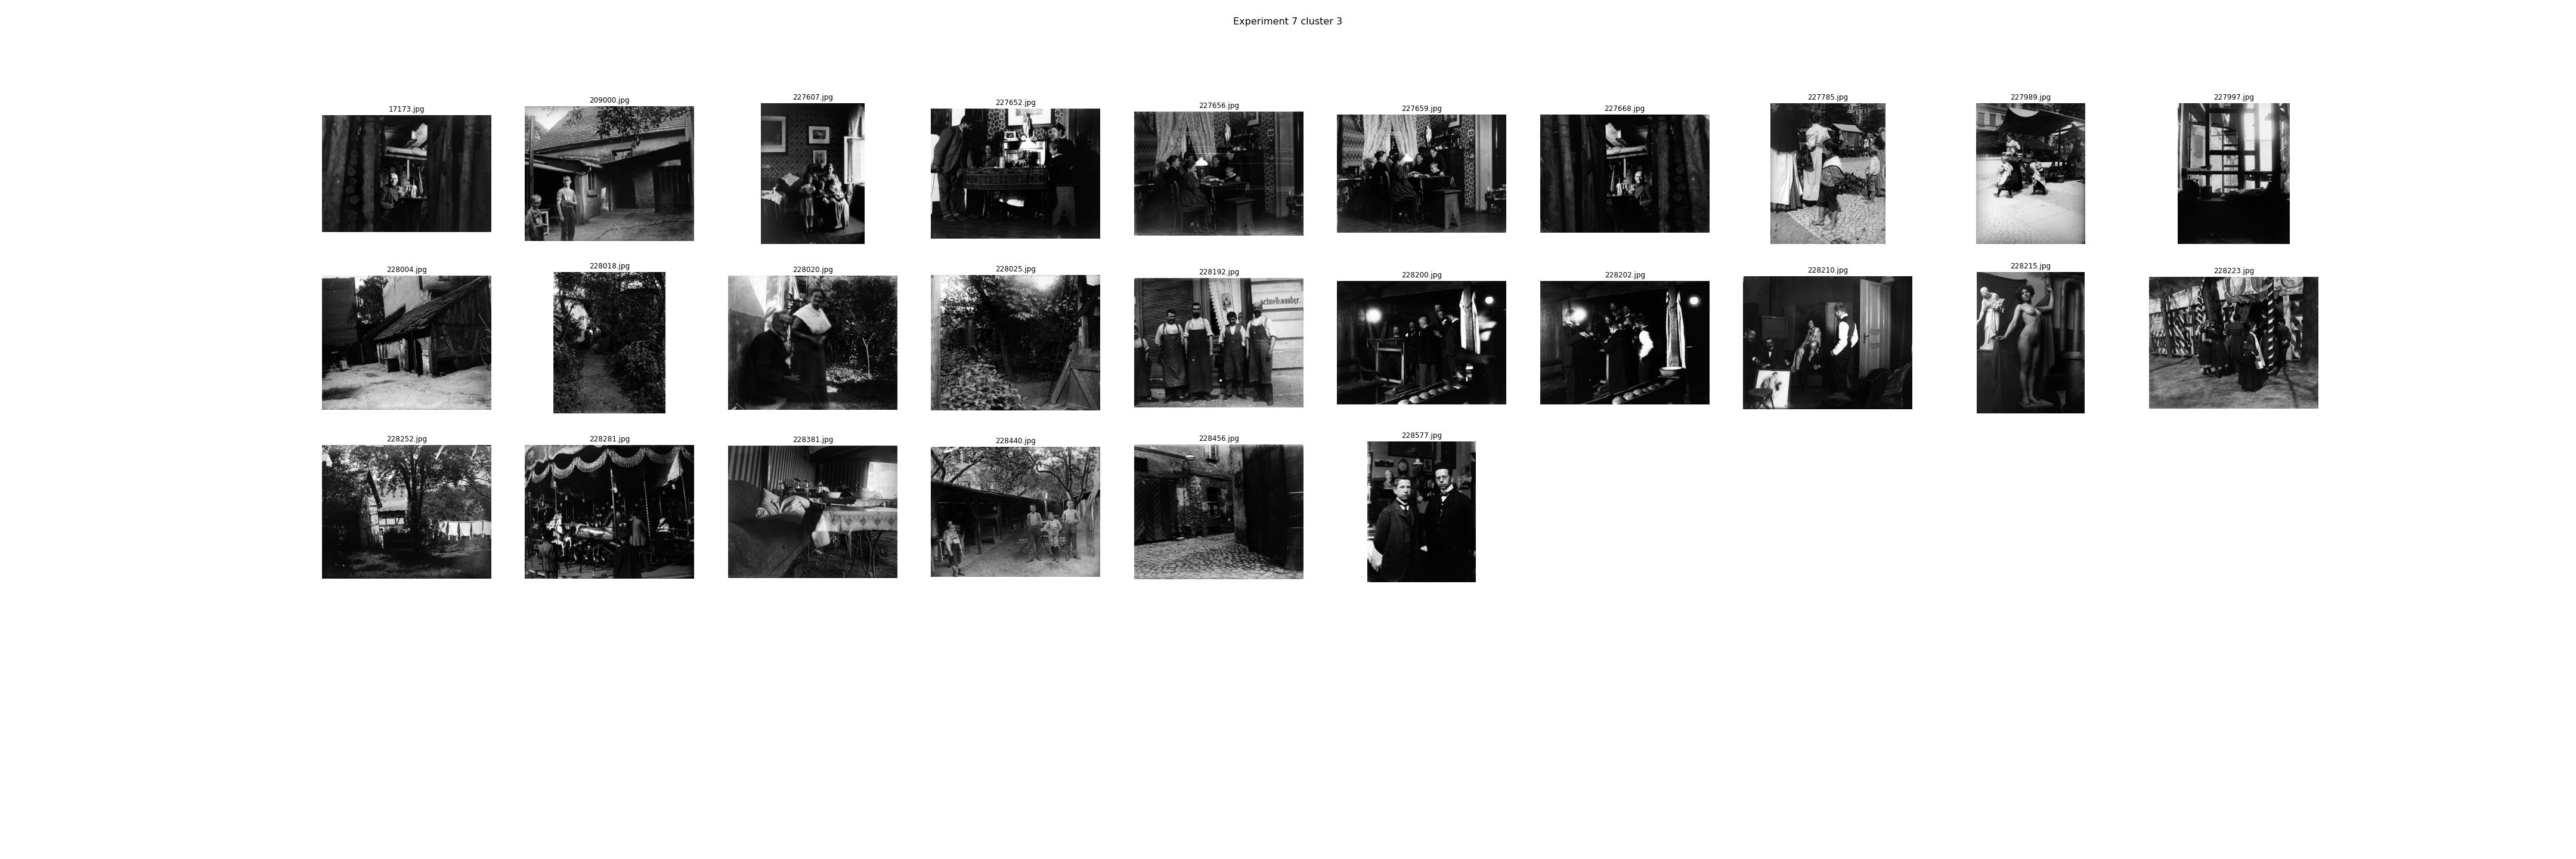 Experiment 7 cluster 3
17173.jpg
209000.jpg
227607.jpg
227652.jpg
227656.jpg
227659.jpg
227668.jpg
227785.jpg
227989.jpg
227997.jpg
228004.jpg
228018.jpg
228020.jpg
228025.jpg
228192.jpg
schnell u. sauber.
228200.jpg
228202.jpg
228210.jpg
228215.jpg
228223.jpg
228252.jpg
228281.jpg
228381.jpg
228440.jpg
228456.jpg
228577.jpg